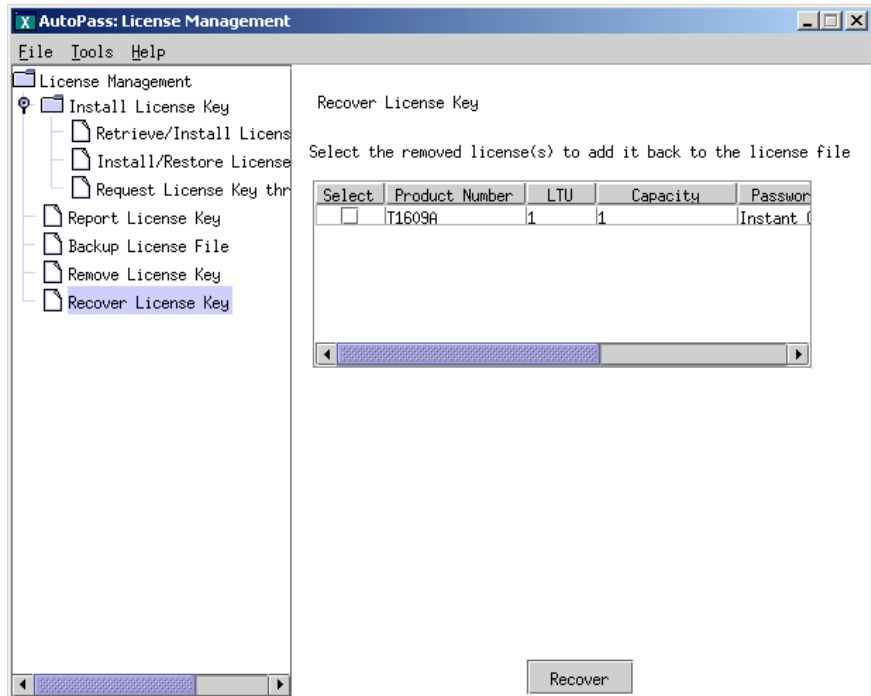 AutoPass: License Management
File Tools Help
License Management
Install License Key
Retrieve/Install Licens
Install/Restore License
Request License Key thr
Report License Key
Backup License File
Remove License Key
Recover License Key
Recover License Key
Select the removed license(s) to add it back to the license file
Select Product Number LTU Capacity Passwor
T1609A 1 1 Instant
Recover